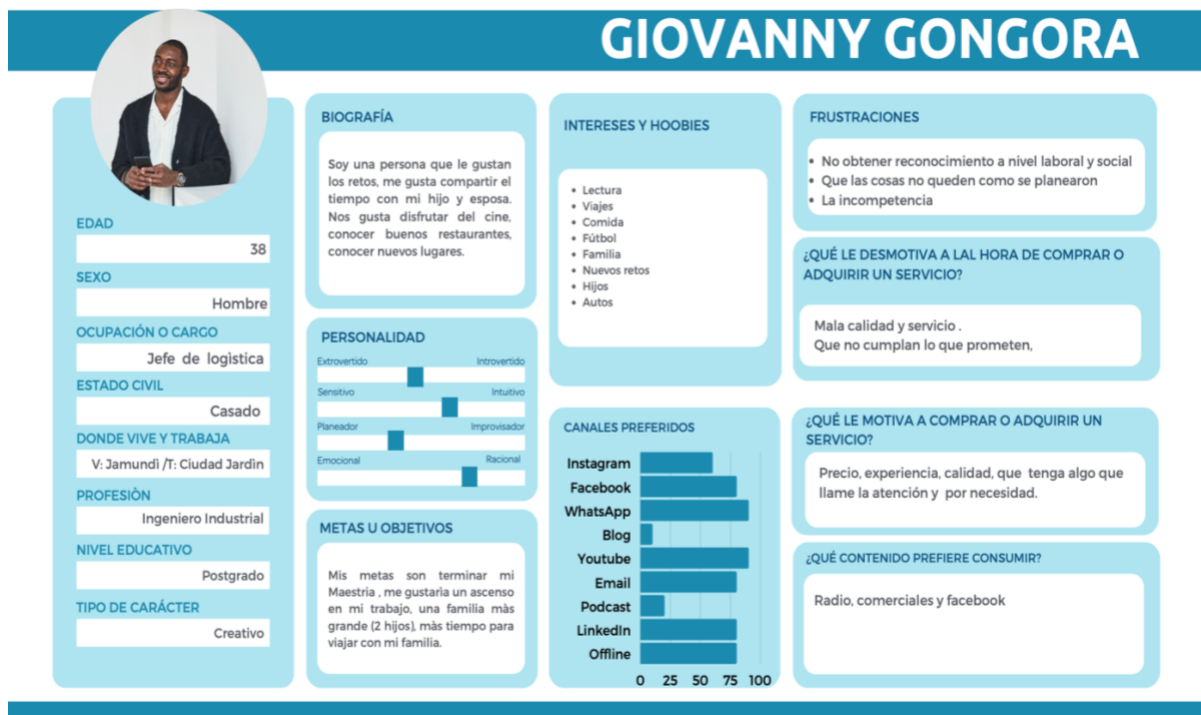 GIOVANNY GONGORA
EDAD
38
SEXO
Hombre
OCUPACIÓN O CARGO
Jefe de logìstica
ESTADO CIVIL
Casado
DONDE VIVE Y TRABAJA
V: Jamundì /T: Ciudad Jardìn
PROFESIÒN
Ingeniero Industrial
NIVEL EDUCATIVO
Postgrado
TIPO DE CARÁCTER
Creativo
BIOGRAFÍA
Soy una persona que le gustan
los retos, me gusta compartir el
tiempo con mi hijo y esposa.
Nos gusta disfrutar del cine,
conocer buenos restaurantes,
conocer nuevos lugares.
PERSONALIDAD
Extrovertido Introvertido
Sensitivo Intuitivo
Planeador Improvisador
Emocional Racional
METAS U OBJETIVOS
Mis metas son terminar mi
Maestria , me gustarìa un ascenso
en mi trabajo, una familia màs
grande (2 hijos), màs tiempo para
viajar con mi familia.
INTERESES Y HOOBIES
• Lectura
• Viajes
• Comida
• Fútbol
• Familia
• Nuevos retos
• Hijos
• Autos
CANALES PREFERIDOS
Instagram
Facebook
WhatsApp
Blog
Youtube
Email
Podcast
LinkedIn
Offline
0 25 50 75 100
FRUSTRACIONES
• No obtener reconocimiento a nivel laboral y social
• Que las cosas no queden como se planearon
• La incompetencia
¿QUÉ LE DESMOTIVA A LAL HORA DE COMPRAR O
ADQUIRIR UN SERVICIO?
Mala calidad y servicio .
Que no cumplan lo que prometen,
¿QUÉ LE MOTIVA A COMPRAR O ADQUIRIR UN
SERVICIO?
Precio, experiencia, calidad, que tenga algo que
llame la atención y por necesidad.
¿QUÉ CONTENIDO PREFIERE CONSUMIR?
Radio, comerciales y facebook